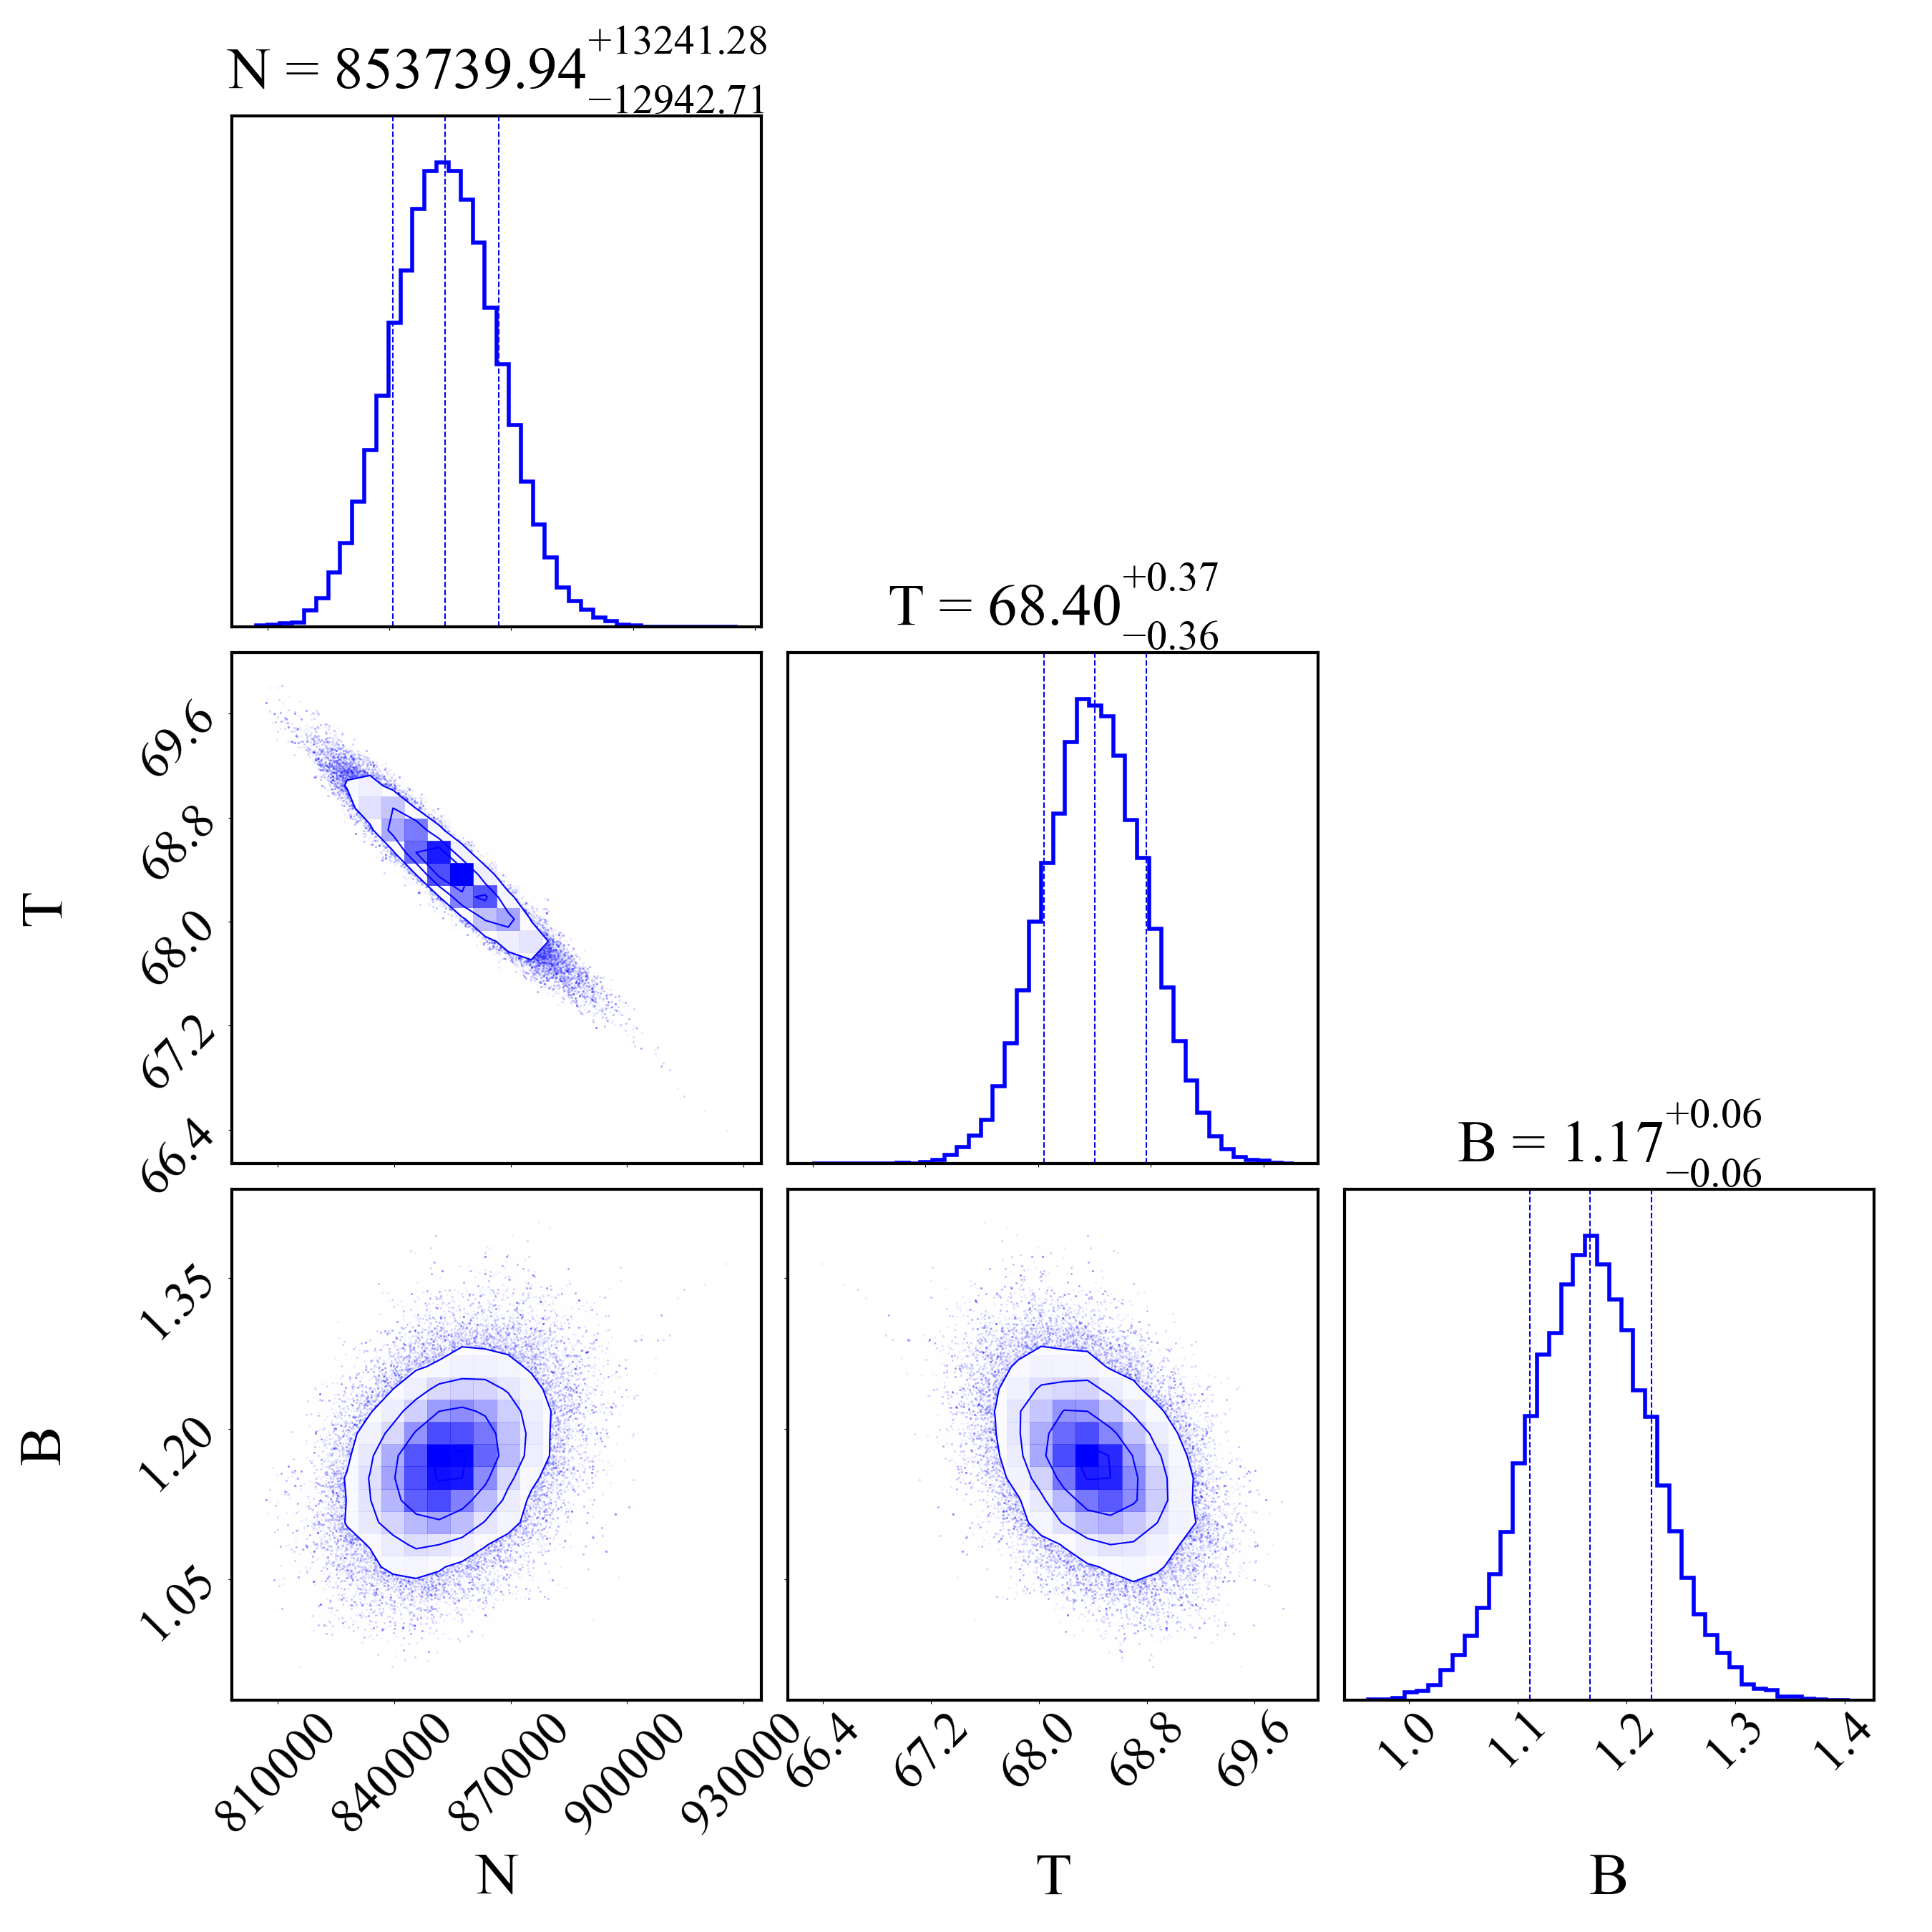 N = 853739.94 +13241.28 −12942.71
T = 68.40 +0.37 −0.36
69.6
68.8
68.0
67.2
66.4
T
B = 1.17 +0.06 −0.06
1.35
1.20
1.05
B
810000 840000 870000 900000 930000
66.4 67.2 68.0 68.8 69.6
1.0 1.1 1.2 1.3 1.4
N T B